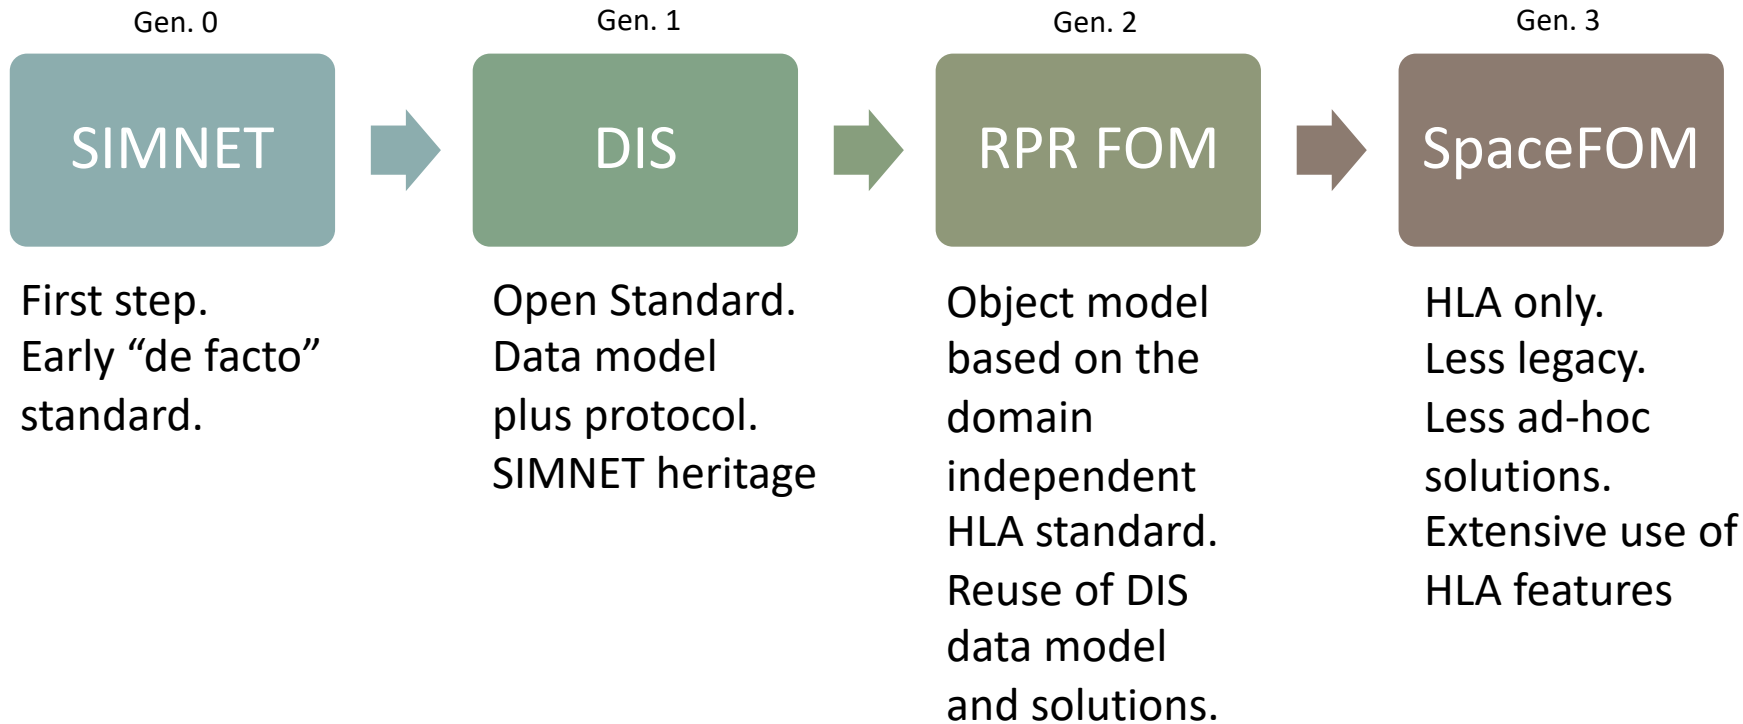 Gen. 0
SIMNET
First step.
Early “de facto”
standard.
Gen. 1
DIS
Open Standard.
Data model
plus protocol.
SIMNET heritage
Gen. 2
RPR FOM
Object model
based on the
domain
independent
HLA standard.
Reuse of DIS
data model
and solutions.
Gen. 3
SpaceFOM
HLA only.
Less legacy.
Less ad-hoc
solutions.
Extensive use of
HLA features